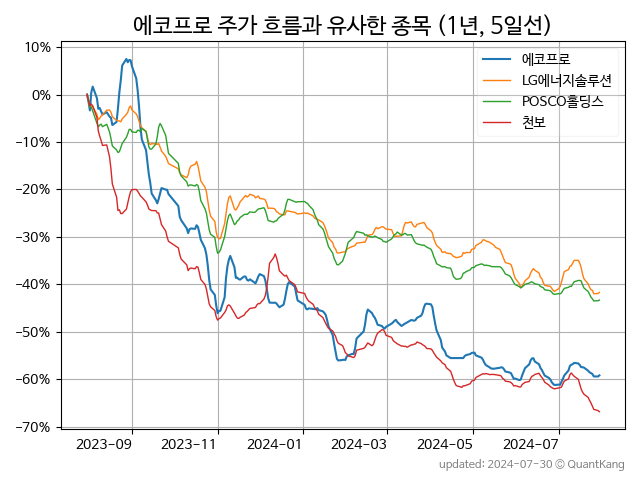 에코프로 주가 흐름과 유사한 종목 (1년, 5일선)
10%
0%
−10%
−20%
−30%
−40%
−50%
−60%
−70%
에코프로
LG에너지솔루션
POSCO홀딩스
천보
2023-09
2023-11
2024-01
2024-03
2024-05
2024-07
updated: 2024-07-30 © QuantKang